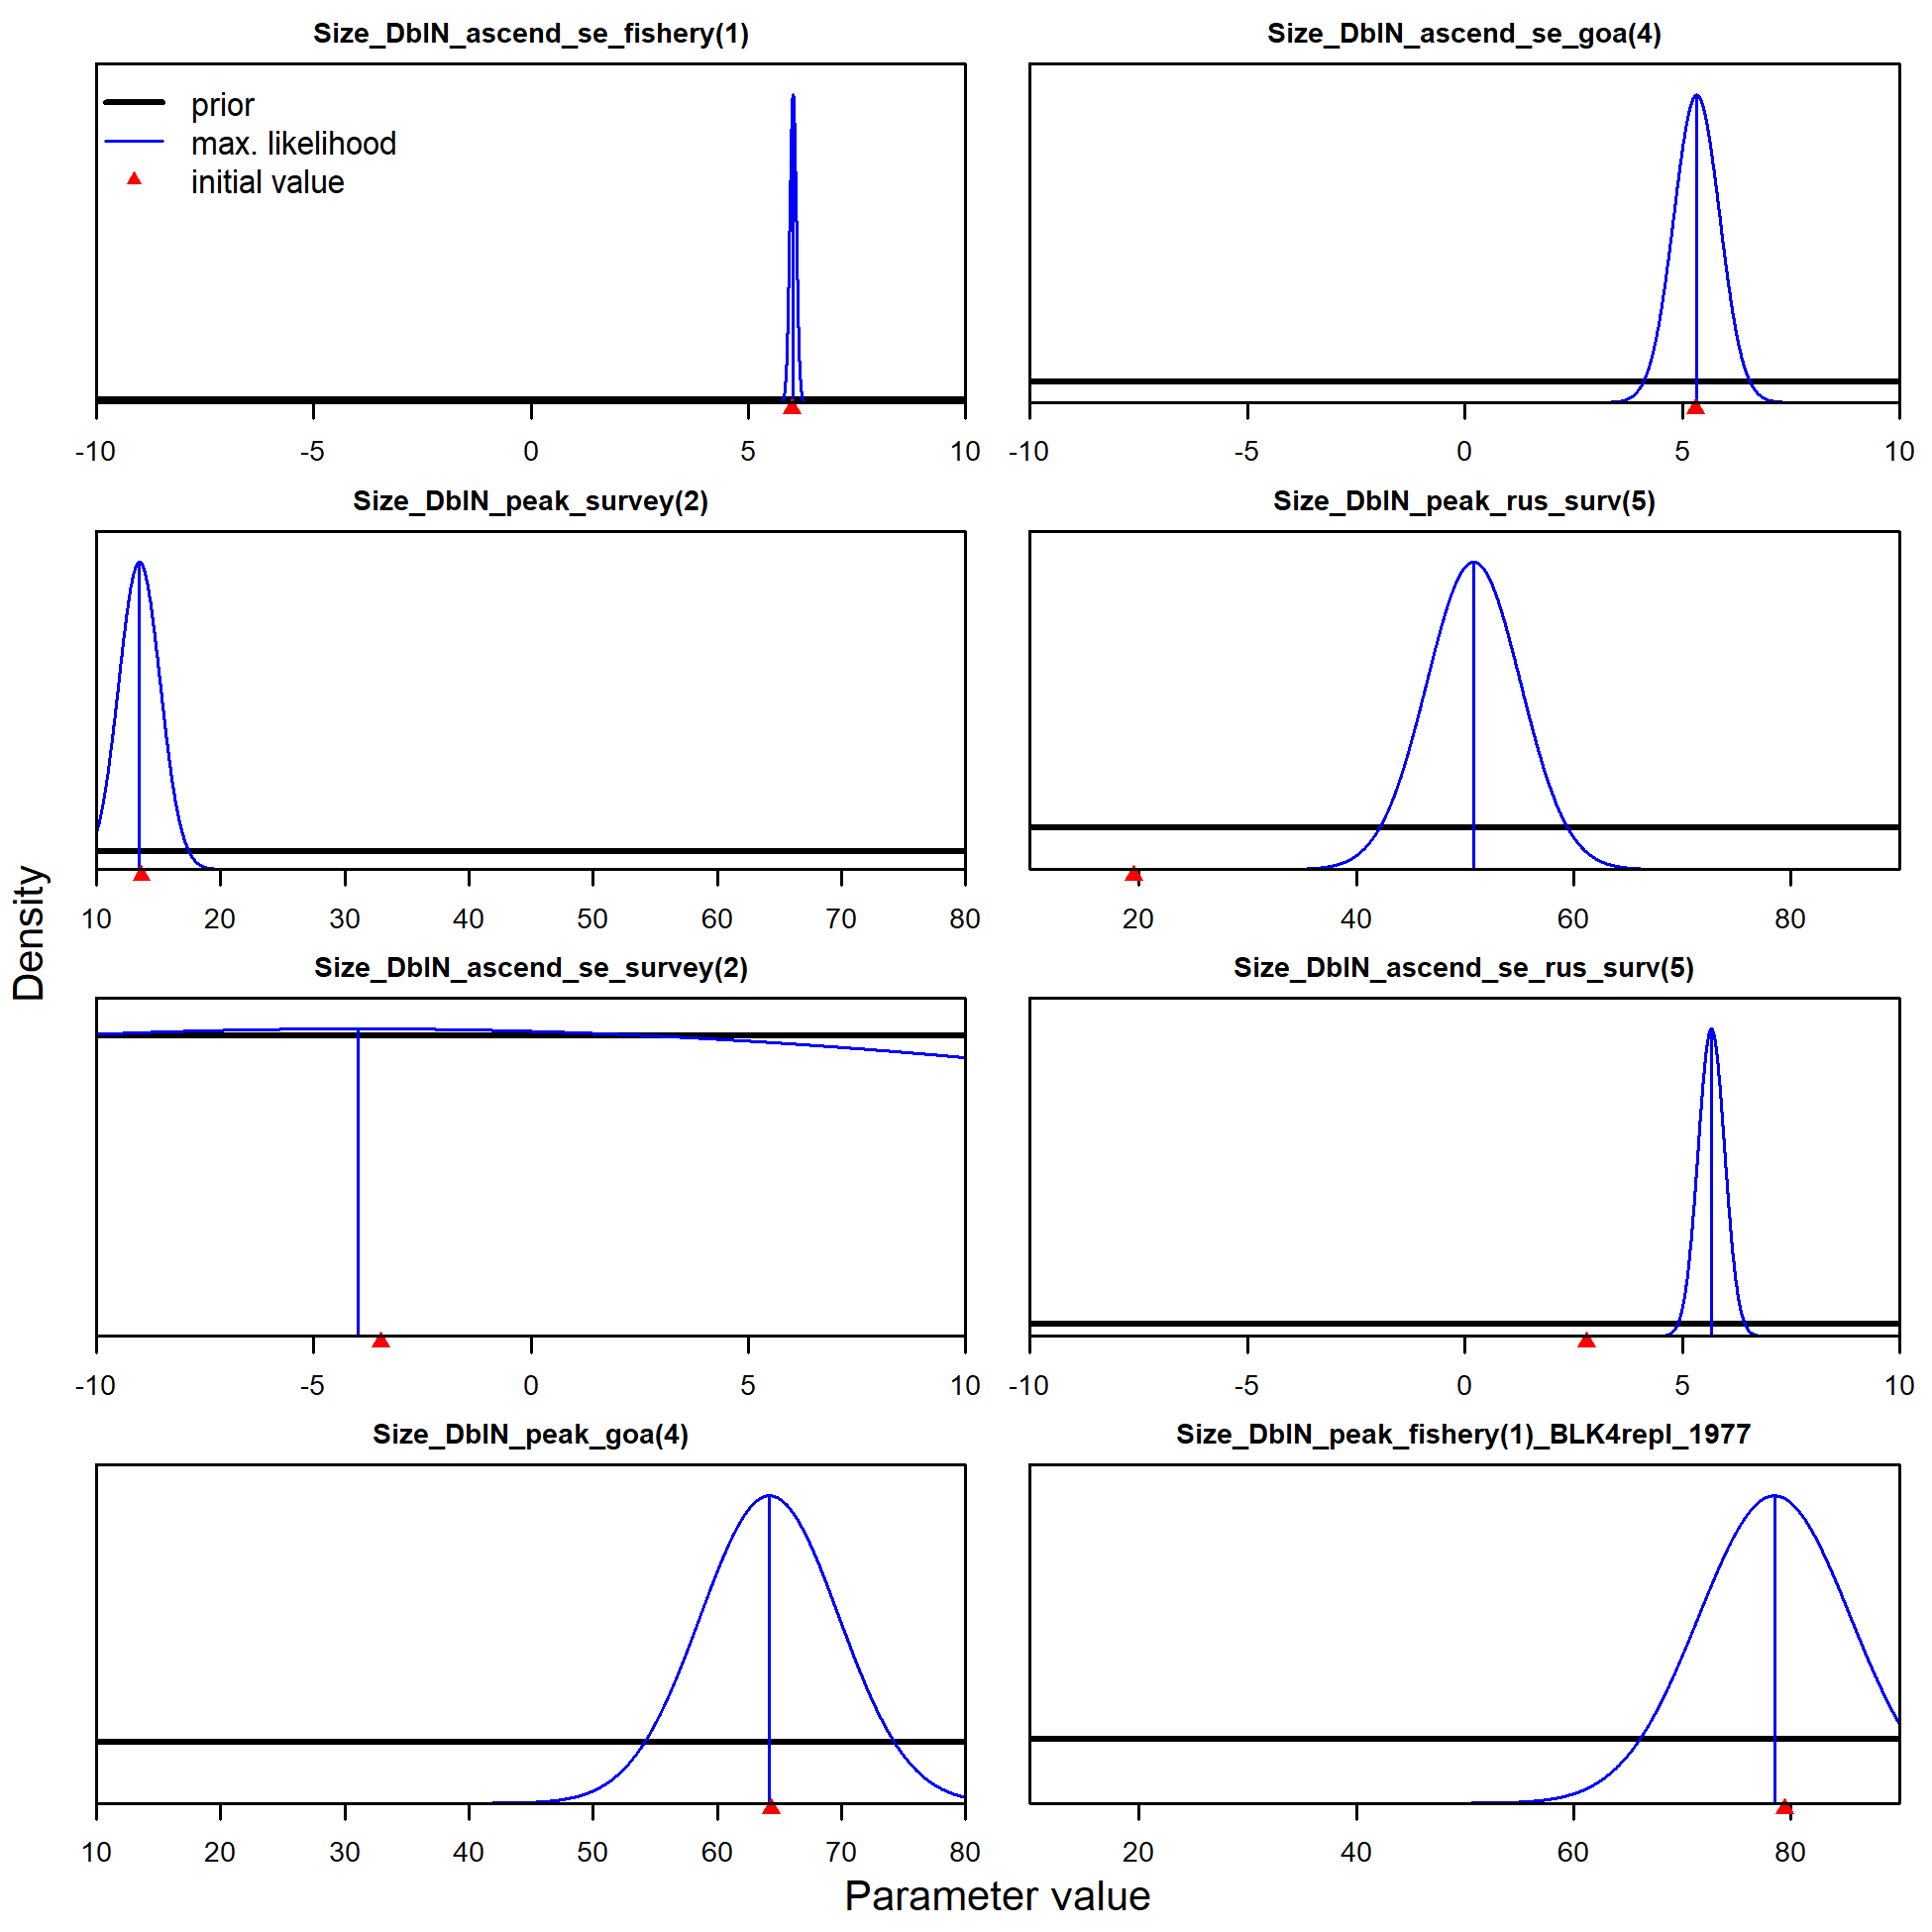 Size_DblN_ascend_se_fishery(1)
prior
max. likelihood
initial value
-10 -5 0 5 10
Size_DblN_ascend_se_goa(4)
-10 -5 0 5 10
Size_DblN_peak_survey(2)
10 20 30 40 50 60 70 80
Size_DblN_peak_rus_surv(5)
20 40 60 80
Density
Size_DblN_ascend_se_survey(2)
-10 -5 0 5 10
Size_DblN_ascend_se_rus_surv(5)
-10 -5 0 5 10
Size_DblN_peak_goa(4)
10 20 30 40 50 60 70 80
Size_DblN_peak_fishery(1)_BLK4repl_1977
20 40 60 80
Parameter value